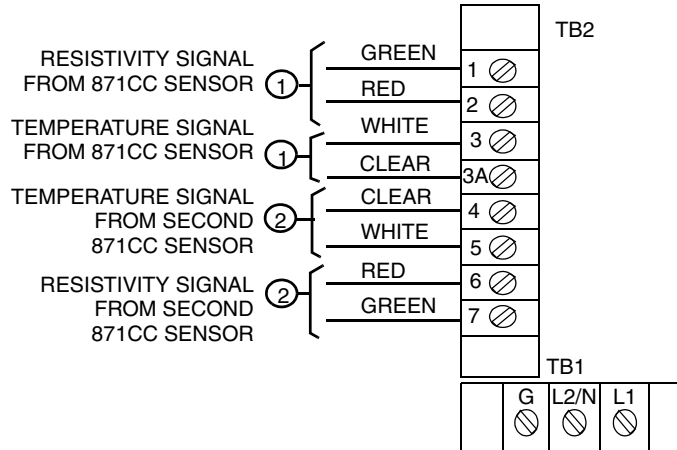 TB2
RESISTIVITY SIGNAL
FROM 871CC SENSOR
1
GREEN
1
RED
2
TEMPERATURE SIGNAL
FROM 871CC SENSOR
1
WHITE
3
CLEAR
3A
TEMPERATURE SIGNAL
FROM SECOND
871CC SENSOR
2
CLEAR
4
WHITE
5
RESISTIVITY SIGNAL
FROM SECOND
871CC SENSOR
2
RED
6
GREEN
7
TB1
G L2/N L1